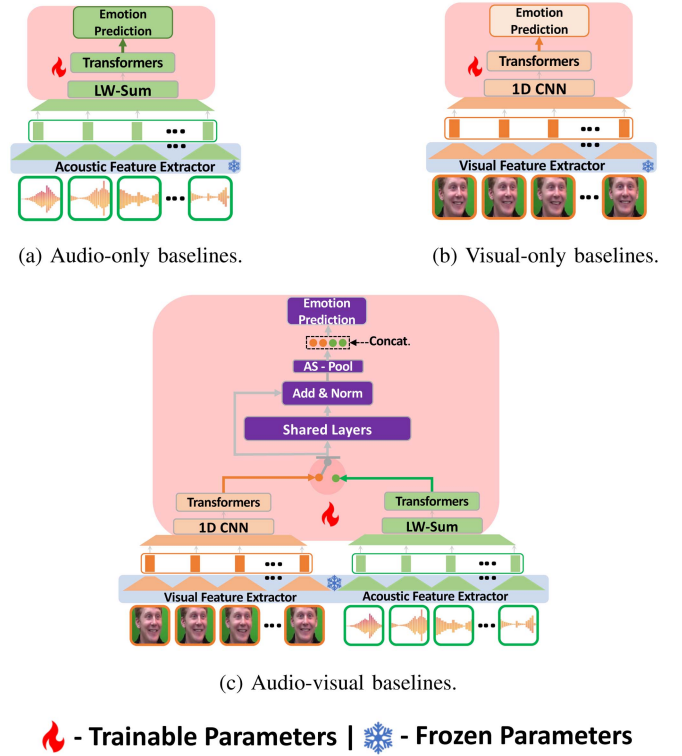 Emotion
Prediction
Transformers
LW-Sum
Acoustic Feature Extractor
(a) Audio-only baselines.
Emotion
Prediction
Transformers
1D CNN
Visual Feature Extractor
(b) Visual-only baselines.
Emotion
Prediction
Concat.
AS - Pool
Add & Norm
Shared Layers
Transformers
1D CNN
Visual Feature Extractor
Transformers
LW-Sum
Acoustic Feature Extractor
(c) Audio-visual baselines.
- Trainable Parameters | - Frozen Parameters